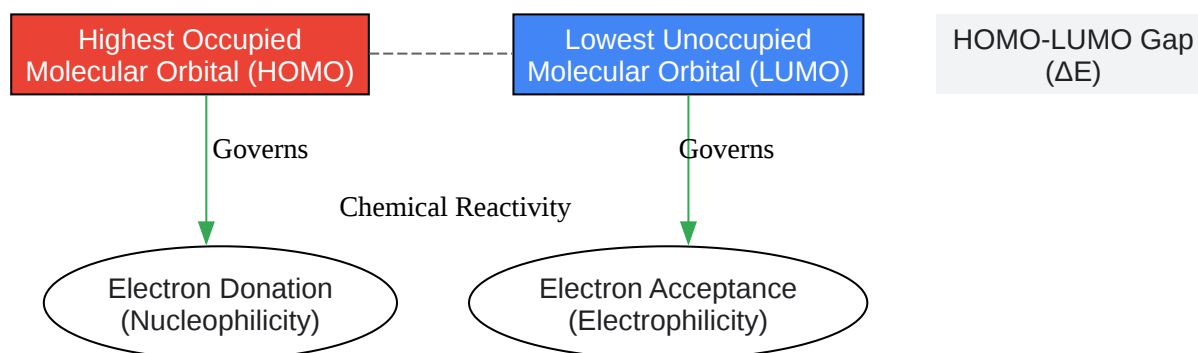 Highest Occupied
Molecular Orbital (HOMO)
Lowest Unoccupied
Molecular Orbital (LUMO)
HOMO-LUMO Gap
(ΔE)
Governs
Governs
Chemical Reactivity
Electron Donation
(Nucleophilicity)
Electron Acceptance
(Electrophilicity)